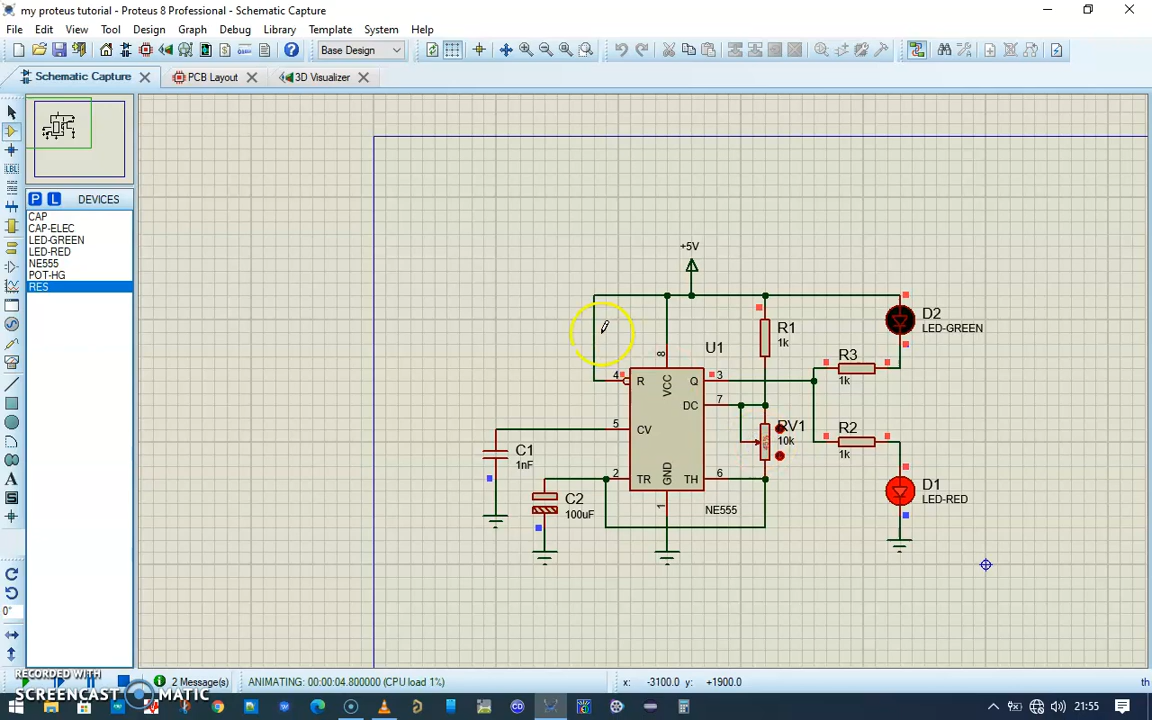 my proteus tutorial - Proteus 8 Professional - Schematic Capture
File Edit View Tool Design Graph Debug Library Template System Help
Base Design
Schematic Capture PCB Layout 3D Visualizer
P L DEVICES
CAP
CAP-ELEC
LED-GREEN
LED-RED
NE555
POT-HG
RES
LBL
A
S
0°
+5V
R1
1k
D2
LED-GREEN
U1
8
VCC
R3
1k
4 R
Q 3
DC 7
5 CV
RV1
10k
45%
R2
1k
C1
1nF
2 TR
GND
TH 6
1
NE555
C2
100uF
D1
LED-RED
RECORDED WITH
SCREENCAST MATIC
2 Message(s) ANIMATING: 00:00:04.800000 (CPU load 1%) x: -3100.0 y: +1900.0 th
21:55